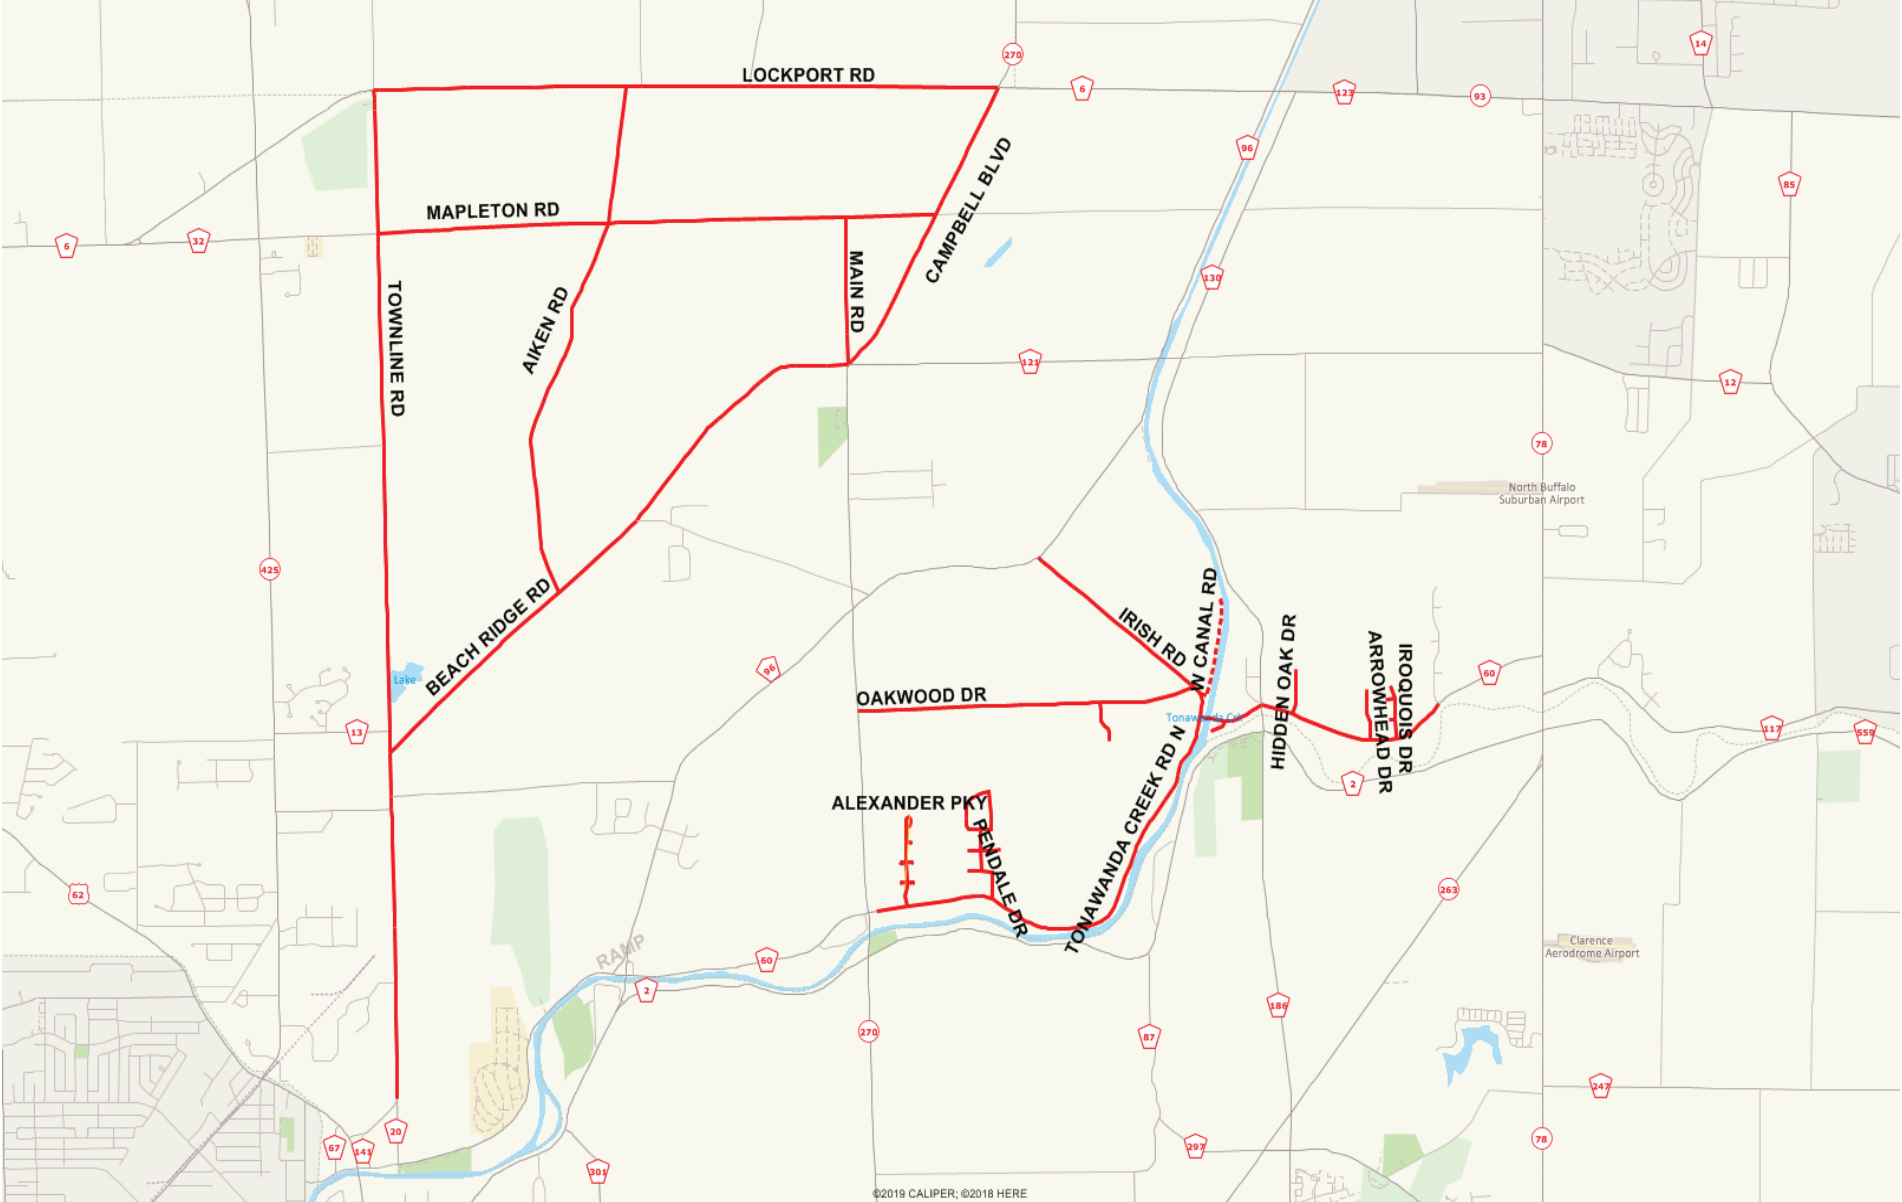 14
270
LOCKPORT RD
6
123
93
96
CAMPBELL BLVD
85
MAPLETON RD
32
6
MAIN RD
130
TOWNLINE RD
AIKEN RD
121
12
78
North Buffalo
Suburban Airport
425
W CANAL RD
BEACH RIDGE RD
IRISH RD
HIDDEN OAK DR
ARROWHEAD DR
IROQUOIS DR
96
60
Lake
OAKWOOD DR
Tonawanda Crk
13
117
559
2
ALEXANDER PKY
PENDALE DR
TONAWANDA CREEK RD N
62
263
RAMP
60
2
Clarence
Aerodrome Airport
186
270
87
247
20
67
141
301
297
78
©2019 CALIPER; ©2018 HERE